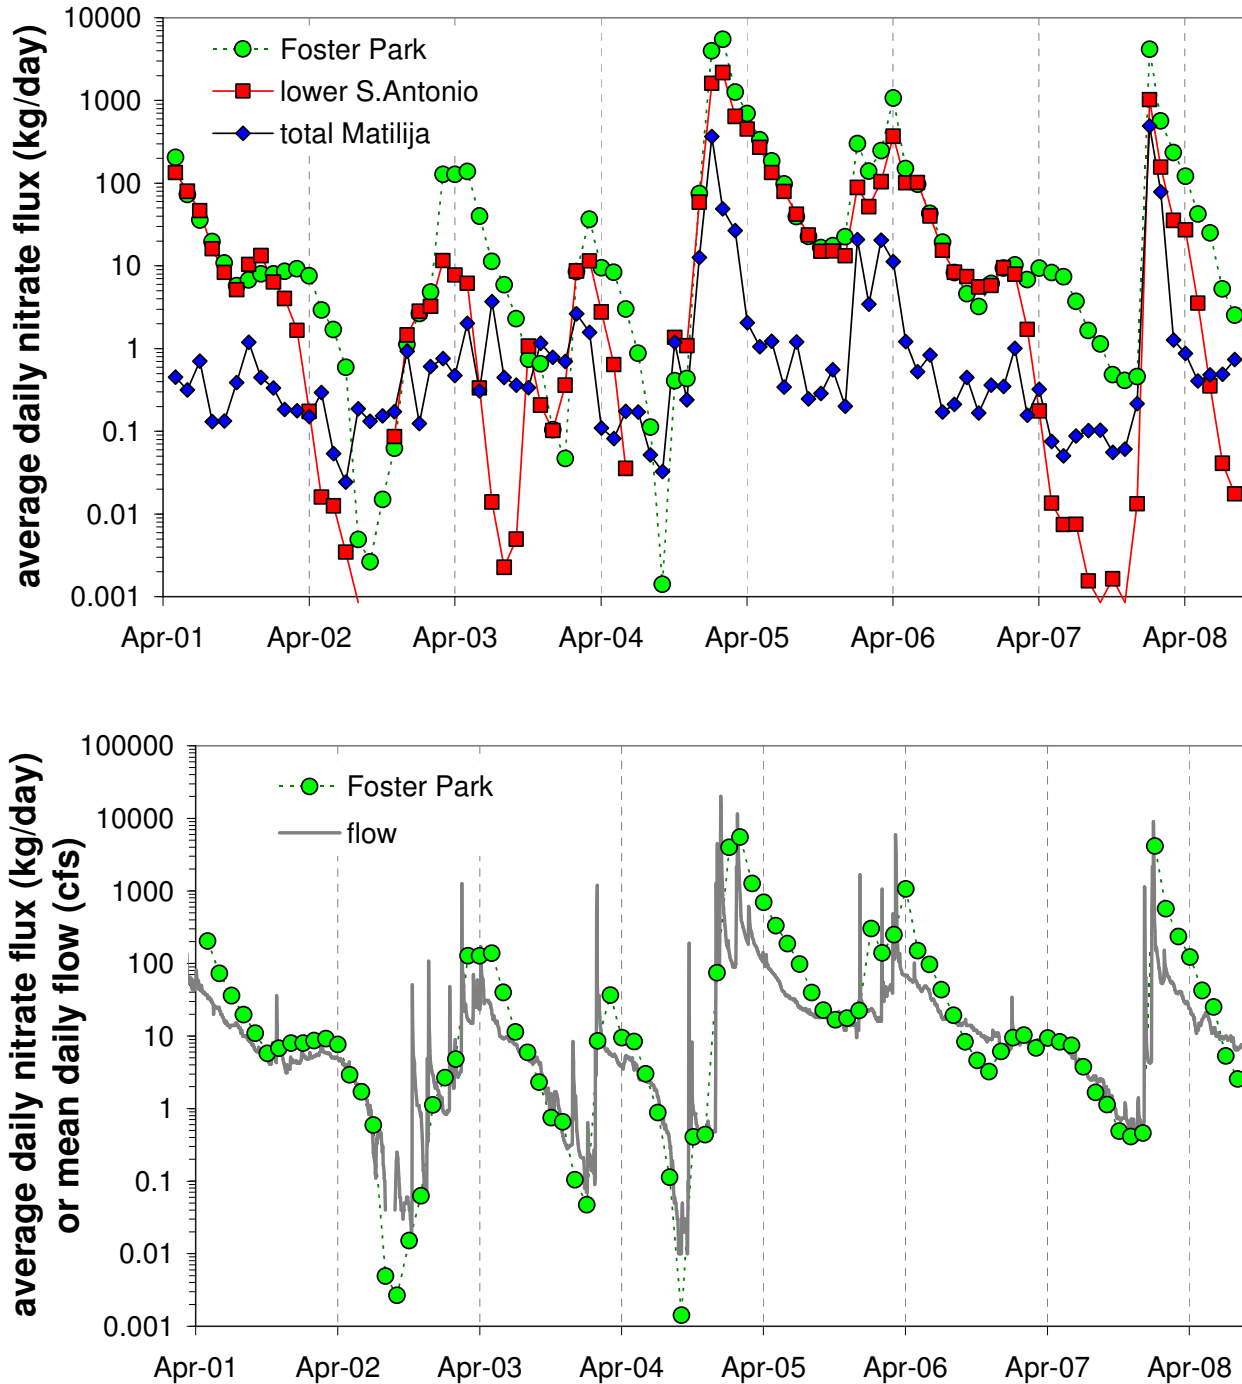 average daily nitrate flux (kg/day)
10000
1000
100
10
1
0.1
0.01
0.001
Foster Park
lower S.Antonio
total Matilija
Apr-01 Apr-02 Apr-03 Apr-04 Apr-05 Apr-06 Apr-07 Apr-08
average daily nitrate flux (kg/day)
or mean daily flow (cfs)
100000
10000
1000
100
10
1
0.1
0.01
0.001
Foster Park
flow
Apr-01 Apr-02 Apr-03 Apr-04 Apr-05 Apr-06 Apr-07 Apr-08